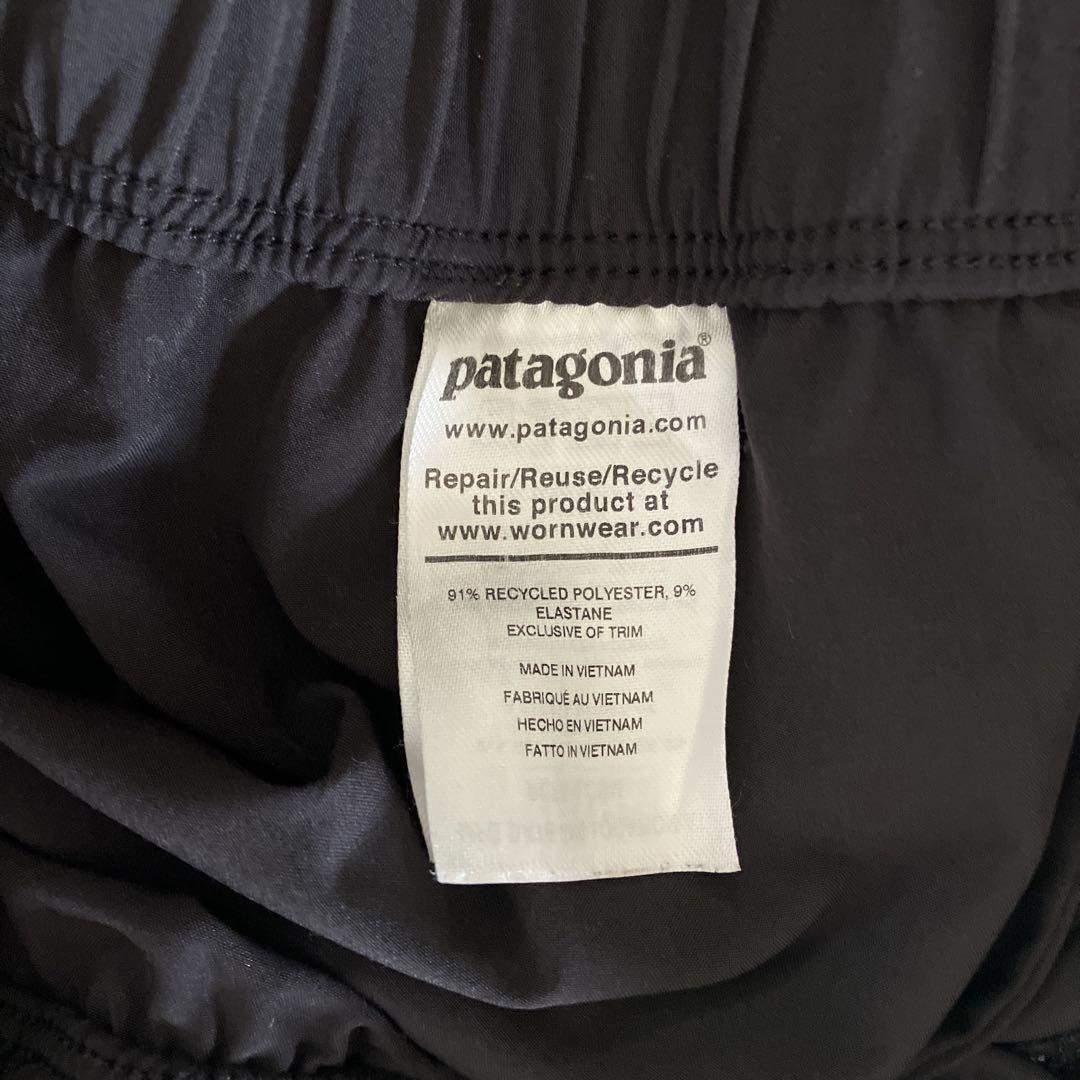 patagonia®
www.patagonia.com
Repair/Reuse/Recycle
this product at
www.wornwear.com
91% RECYCLED POLYESTER, 9%
ELASTANE
EXCLUSIVE OF TRIM
MADE IN VIETNAM
FABRIQUÉ AU VIETNAM
HECHO EN VIETNAM
FATTO IN VIETNAM